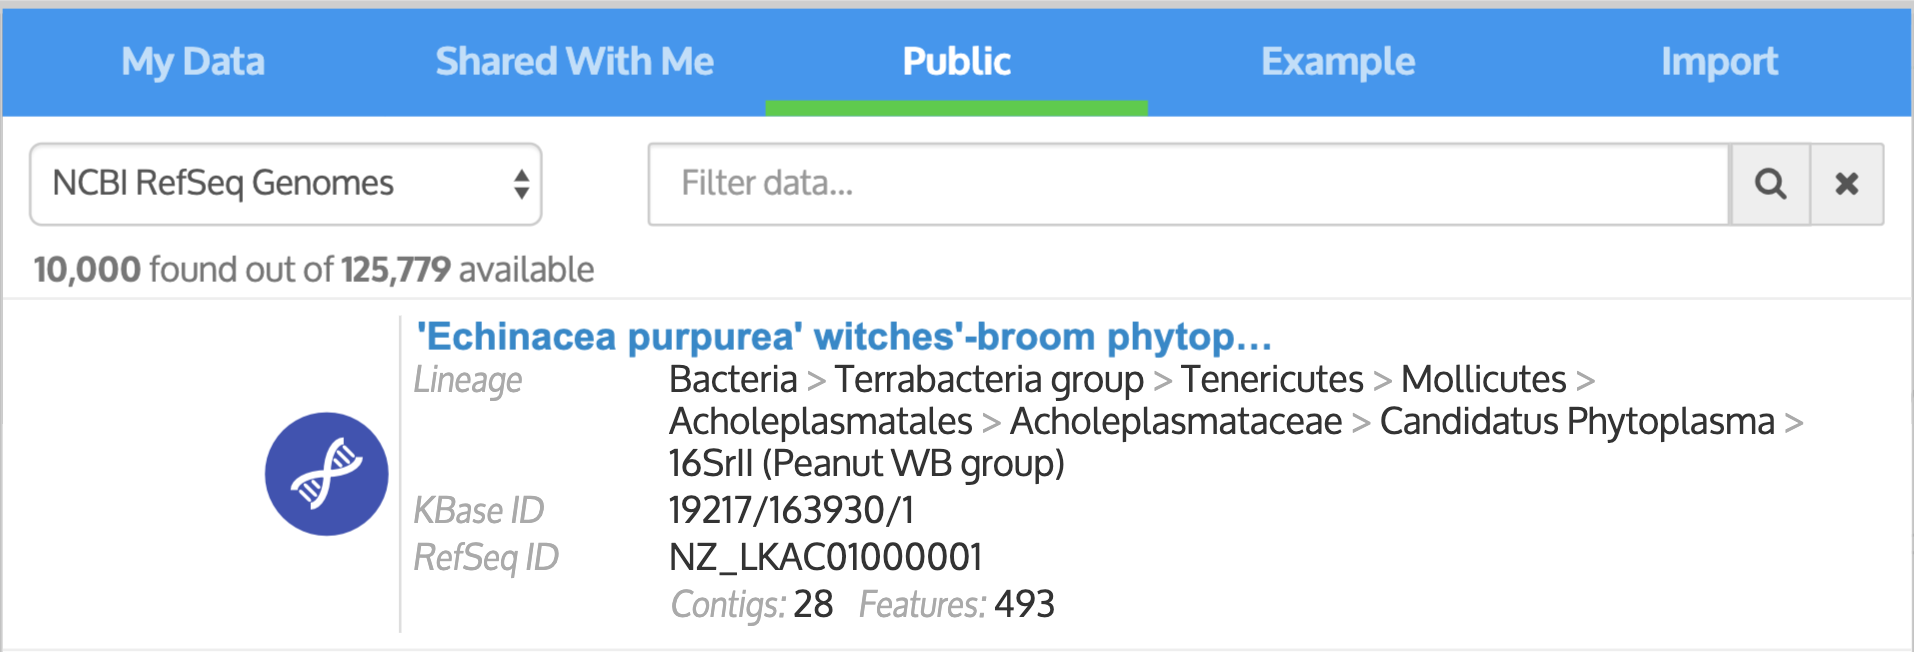 My Data Shared With Me Public Example Import
NCBI RefSeq Genomes Filter data...
10,000 found out of 125,779 available
'Echinacea purpurea' witches'-broom phytop...
Lineage Bacteria > Terrabacteria group > Tenericutes > Mollicutes >
Acholeplasmatales > Acholeplasmataceae > Candidatus Phytoplasma >
16SrII (Peanut WB group)
KBase ID 19217/163930/1
RefSeq ID NZ_LKAC01000001
Contigs: 28 Features: 493